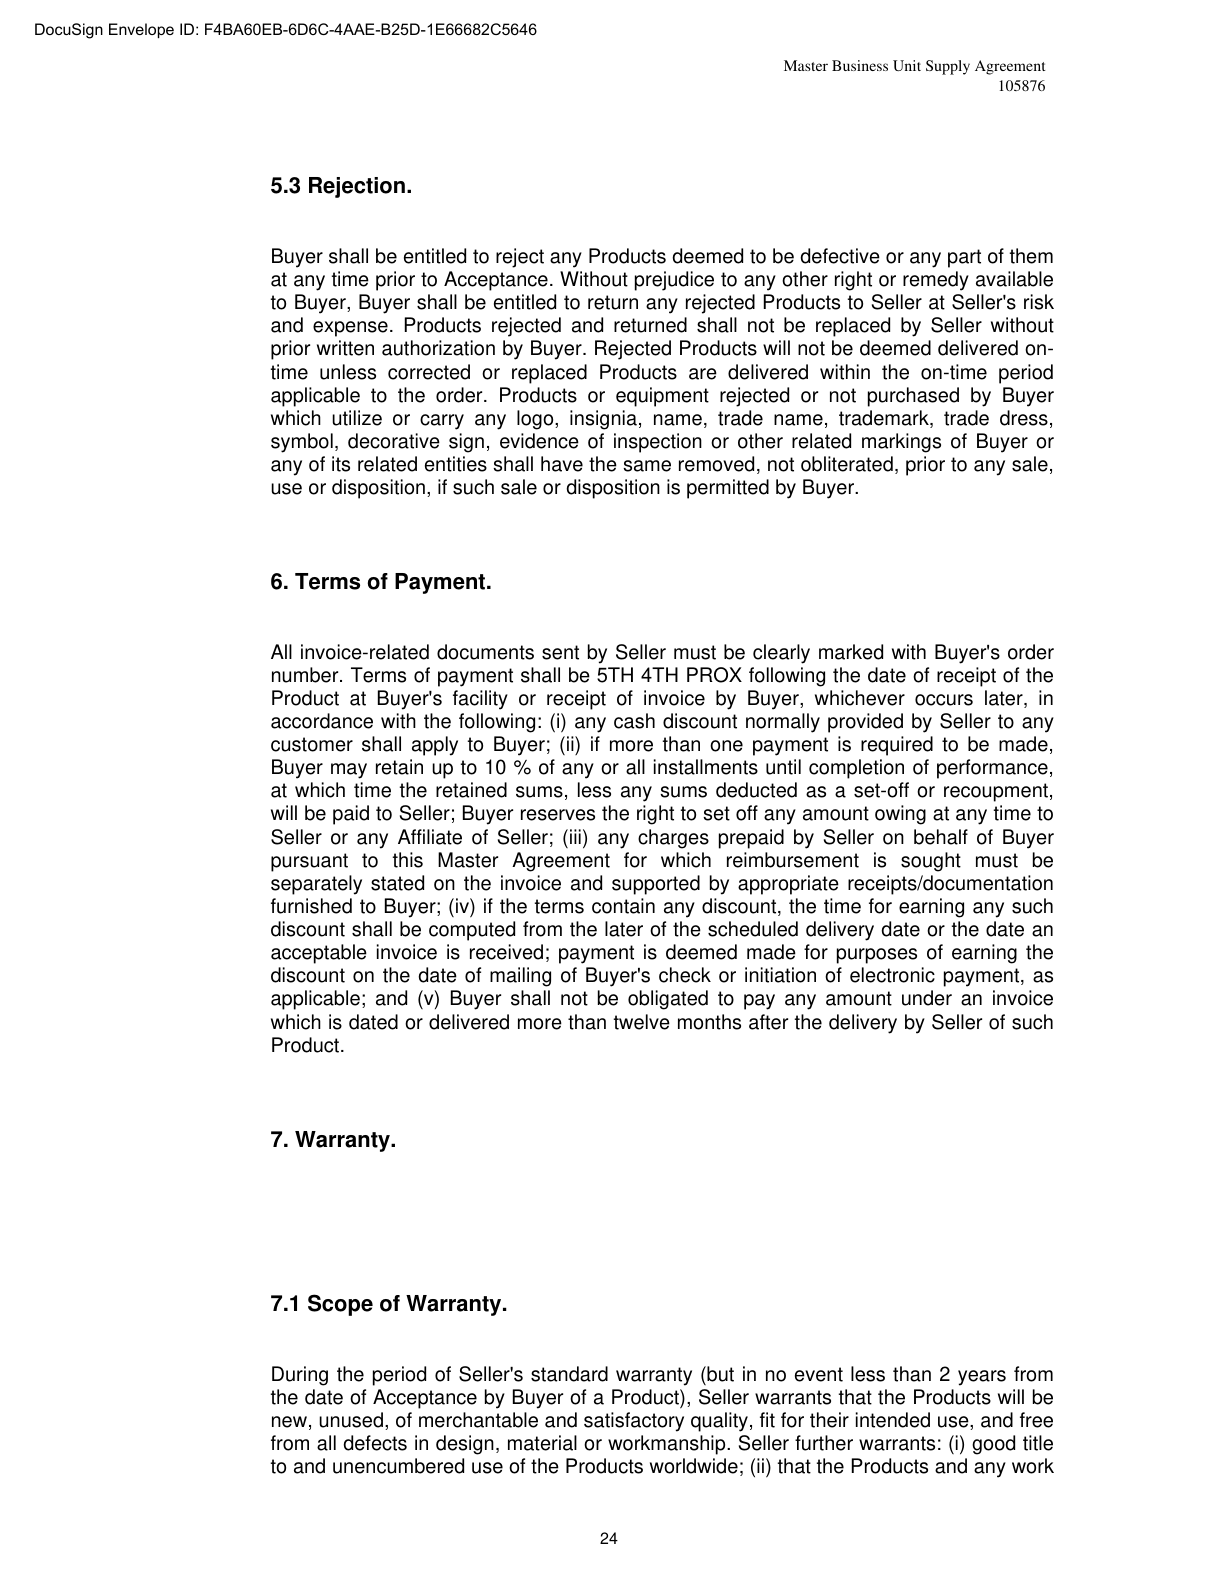 DocuSign Envelope ID: F4BA60EB-6D6C-4AAE-B25D-1E66682C5646
Master Business Unit Supply Agreement
105876
5.3 Rejection.
Buyer shall be entitled to reject any Products deemed to be defective or any part of them
at any time prior to Acceptance. Without prejudice to any other right or remedy available
to Buyer, Buyer shall be entitled to return any rejected Products to Seller at Seller's risk
and expense. Products rejected and returned shall not be replaced by Seller without
prior written authorization by Buyer. Rejected Products will not be deemed delivered on-
time unless corrected or replaced Products are delivered within the on-time period
applicable to the order. Products or equipment rejected or not purchased by Buyer
which utilize or carry any logo, insignia, name, trade name, trademark, trade dress,
symbol, decorative sign, evidence of inspection or other related markings of Buyer or
any of its related entities shall have the same removed, not obliterated, prior to any sale,
use or disposition, if such sale or disposition is permitted by Buyer.
6. Terms of Payment.
All invoice-related documents sent by Seller must be clearly marked with Buyer's order
number. Terms of payment shall be 5TH 4TH PROX following the date of receipt of the
Product at Buyer's facility or receipt of invoice by Buyer, whichever occurs later, in
accordance with the following: (i) any cash discount normally provided by Seller to any
customer shall apply to Buyer; (ii) if more than one payment is required to be made,
Buyer may retain up to 10 % of any or all installments until completion of performance,
at which time the retained sums, less any sums deducted as a set-off or recoupment,
will be paid to Seller; Buyer reserves the right to set off any amount owing at any time to
Seller or any Affiliate of Seller; (iii) any charges prepaid by Seller on behalf of Buyer
pursuant to this Master Agreement for which reimbursement is sought must be
separately stated on the invoice and supported by appropriate receipts/documentation
furnished to Buyer; (iv) if the terms contain any discount, the time for earning any such
discount shall be computed from the later of the scheduled delivery date or the date an
acceptable invoice is received; payment is deemed made for purposes of earning the
discount on the date of mailing of Buyer's check or initiation of electronic payment, as
applicable; and (v) Buyer shall not be obligated to pay any amount under an invoice
which is dated or delivered more than twelve months after the delivery by Seller of such
Product.
7. Warranty.
7.1 Scope of Warranty.
During the period of Seller's standard warranty (but in no event less than 2 years from
the date of Acceptance by Buyer of a Product), Seller warrants that the Products will be
new, unused, of merchantable and satisfactory quality, fit for their intended use, and free
from all defects in design, material or workmanship. Seller further warrants: (i) good title
to and unencumbered use of the Products worldwide; (ii) that the Products and any work
24